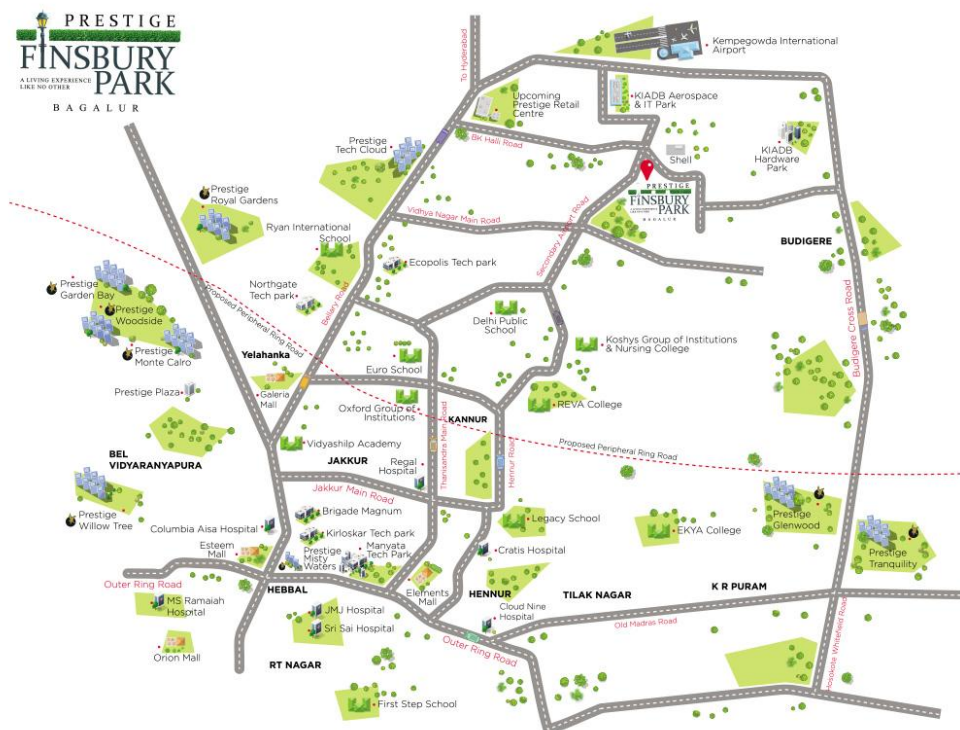 PRESTIGE
FINSBURY
PARK
A LIVING EXPERIENCE
LIKE NO OTHER
BAGALUR
To Hyderabad
Kempegowda International
Airport
Upcoming
Prestige Retail
Centre
KIADB Aerospace
& IT Park
BK Halli Road
Prestige
Tech Cloud
Shell
KIADB
Hardware
Park
PRESTIGE
FINSBURY
PARK
A LIVING EXPERIENCE
LIKE NO OTHER
BAGALUR
Prestige
Royal Gardens
Ryan International
School
Vidhya Nagar Main Road
Secondary Airport Road
BUDIGERE
Ecopolis Tech park
Northgate
Tech park
Bellary Road
Prestige
Garden Bay
Prestige
Woodside
Proposed Peripheral Ring Road
Delhi Public
School
Budigere Cross Road
Koshys Group of Institutions
& Nursing College
Prestige
Monte Calro
Yelahanka
Euro School
Prestige Plaza
Galeria
Mall
Oxford Group of
Institutions
Thanisandra Main Road
KANNUR
REVA College
Vidyaship Academy
Hennur Road
Proposed Peripheral Ring Road
BEL
VIDYARANYAPURA
JAKKUR
Regal
Hospital
Jakkur Main Road
Prestige
Willow Tree
Columbia Aisa Hospital
Brigade Magnum
Legacy School
EKYA College
Prestige
Glenwood
Kirloskar Tech park
Esteem
Mall
Prestige
Misty
Waters
Manyata
Tech Park
Cratis Hospital
Prestige
Tranquility
Outer Ring Road
HEBBAL
Elements
Mall
HENNUR
TILAK NAGAR
K R PURAM
MS Ramaiah
Hospital
JMJ Hospital
Sri Sai Hospital
Cloud Nine
Hospital
Old Madras Road
Hosokote Whitefield Road
Orion Mall
RT NAGAR
Outer Ring Road
First Step School